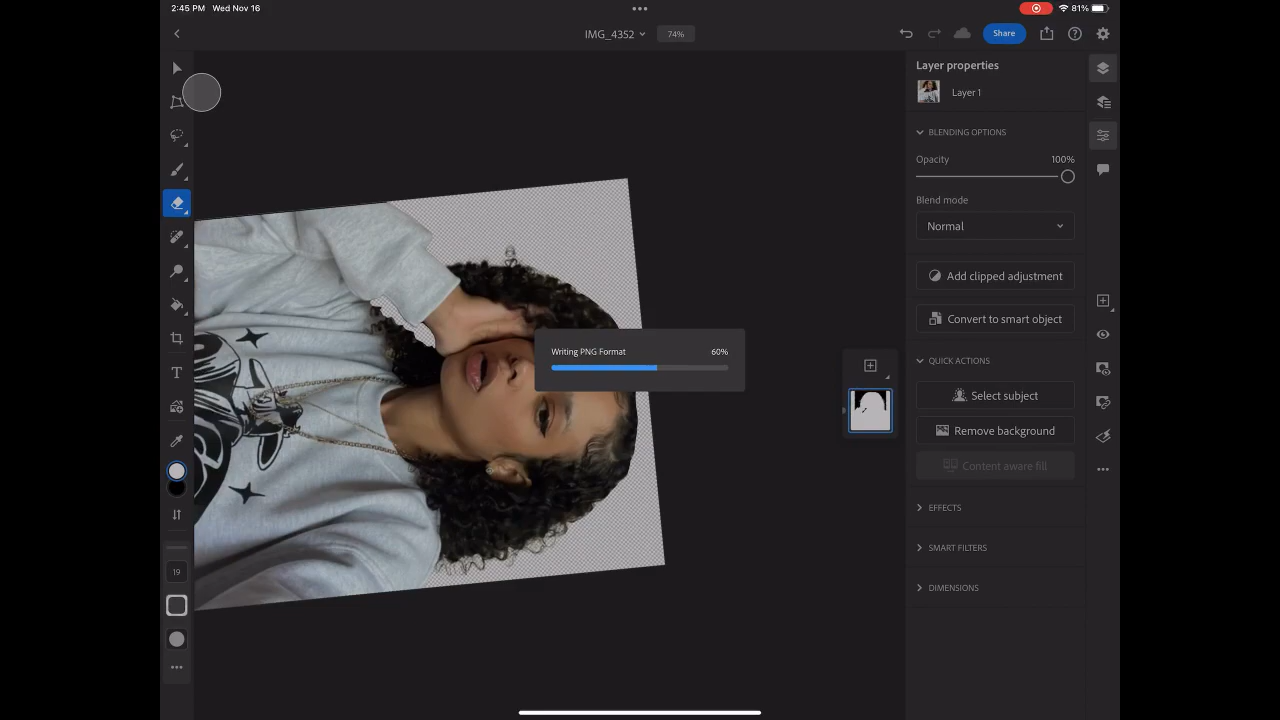 2:45 PM Wed Nov 16
81%
IMG_4352
74%
Share
Layer properties
Layer 1
BLENDING OPTIONS
Opacity
100%
Blend mode
Normal
Add clipped adjustment
Convert to smart object
QUICK ACTIONS
Select subject
Remove background
Content aware fill
EFFECTS
SMART FILTERS
DIMENSIONS
Writing PNG Format
60%
19